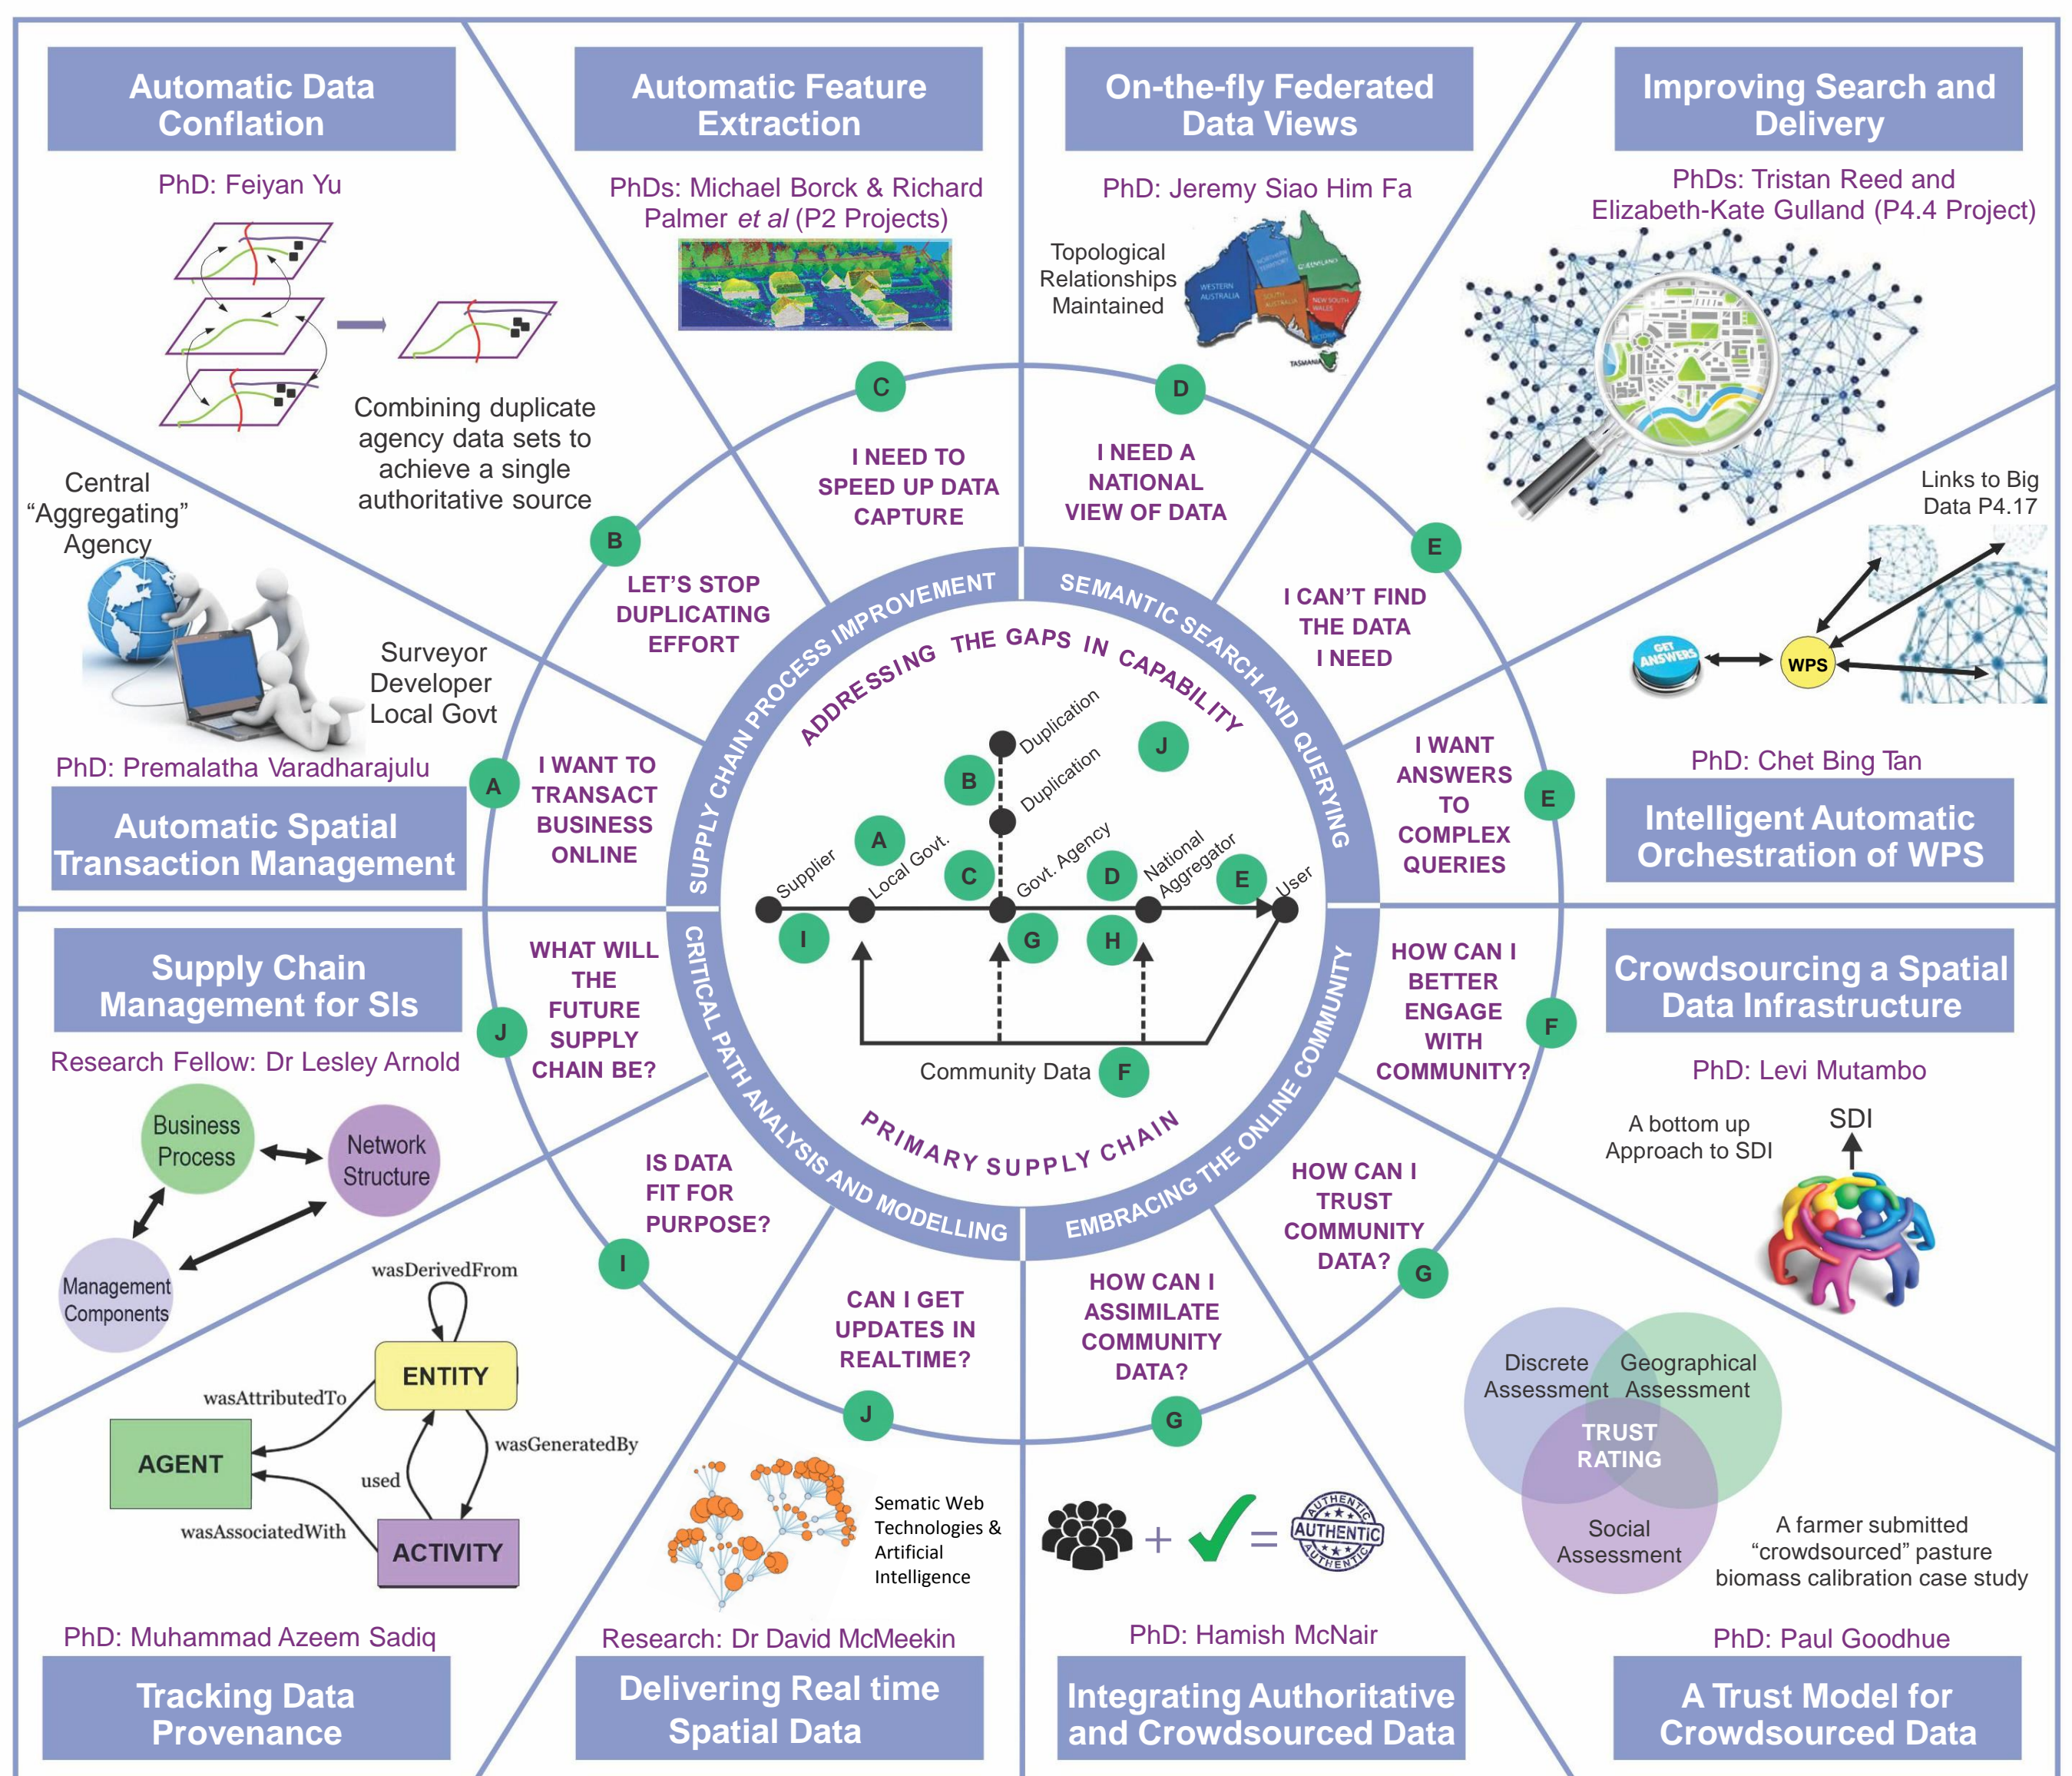 Automatic Data
Conflation
PhD: Feiyan Yu
Combining duplicate
agency data sets to
achieve a single
authoritative source
Automatic Feature
Extraction
PhDs: Michael Borck & Richard
Palmer et al (P2 Projects)
On-the-fly Federated
Data Views
PhD: Jeremy Siao Him Fa
Topological
Relationships
Maintained
WESTERN
AUSTRALIA
NORTHERN
TERRITORY
QUEENSLAND
SOUTH
AUSTRALIA
NEW SOUTH
WALES
TASMANIA
Improving Search and
Delivery
PhDs: Tristan Reed and
Elizabeth-Kate Gulland (P4.4 Project)
Central
“Aggregating”
Agency
Surveyor
Developer
Local Govt
PhD: Premalatha Varadharajulu
Automatic Spatial
Transaction Management
Links to Big
Data P4.17
GET
ANSWERS
WPS
PhD: Chet Bing Tan
Intelligent Automatic
Orchestration of WPS
A
I WANT TO
TRANSACT
BUSINESS
ONLINE
B
LET’S STOP
DUPLICATING
EFFORT
C
I NEED TO
SPEED UP DATA
CAPTURE
D
I NEED A
NATIONAL
VIEW OF DATA
E
I CAN’T FIND
THE DATA
I NEED
E
I WANT
ANSWERS
TO
COMPLEX
QUERIES
F
HOW CAN I
BETTER
ENGAGE
WITH
COMMUNITY?
G
HOW CAN I
TRUST
COMMUNITY
DATA?
G
HOW CAN I
ASSIMILATE
COMMUNITY
DATA?
J
CAN I GET
UPDATES IN
REALTIME?
I
IS DATA
FIT FOR
PURPOSE?
J
WHAT WILL
THE
FUTURE
SUPPLY
CHAIN BE?
SUPPLY CHAIN PROCESS IMPROVEMENT
SEMANTIC SEARCH AND QUERYING
EMBRACING THE ONLINE COMMUNITY
CRITICAL PATH ANALYSIS AND MODELLING
ADDRESSING THE GAPS IN CAPABILITY
Duplication
J
B
Duplication
A
Supplier
Local Govt.
C
Govt. Agency
D
National
Aggregator
E
User
I
G
H
Community Data
F
PRIMARY SUPPLY CHAIN
Supply Chain
Management for SIs
Research Fellow: Dr Lesley Arnold
Business
Process
Network
Structure
Management
Components
Crowdsourcing a Spatial
Data Infrastructure
PhD: Levi Mutambo
A bottom up
Approach to SDI
SDI
wasDerivedFrom
ENTITY
wasAttributedTo
AGENT
wasGeneratedBy
used
wasAssociatedWith
ACTIVITY
PhD: Muhammad Azeem Sadiq
Tracking Data
Provenance
Sematic Web
Technologies &
Artificial
Intelligence
Research: Dr David McMeekin
Delivering Real time
Spatial Data
+
=
AUTHENTIC
AUTHENTIC
AUTHENTIC
PhD: Hamish McNair
Integrating Authoritative
and Crowdsourced Data
Discrete
Assessment
Geographical
Assessment
TRUST
RATING
Social
Assessment
A farmer submitted
“crowdsourced” pasture
biomass calibration case study
PhD: Paul Goodhue
A Trust Model for
Crowdsourced Data